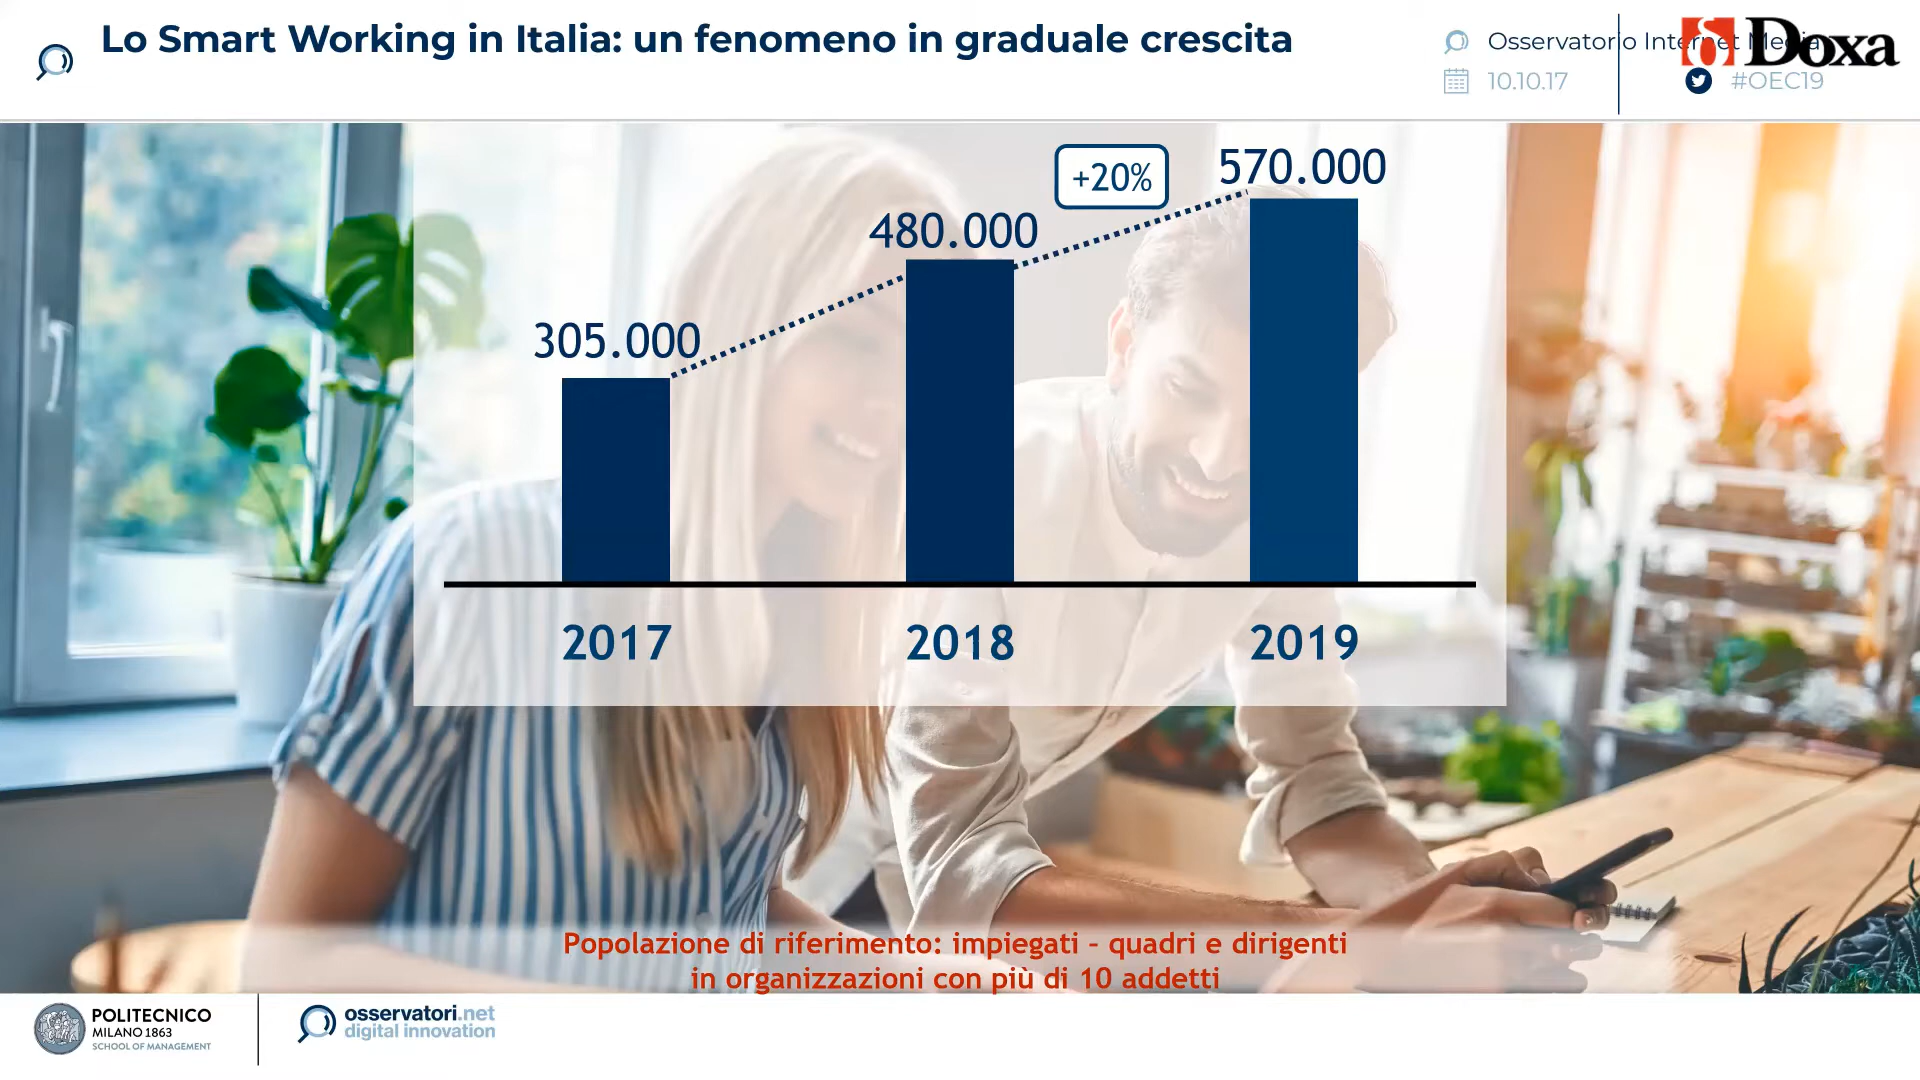 Lo Smart Working in Italia: un fenomeno in graduale crescita
Osservatorio Internet Media
10.10.17
#OEC19
Doxa
+20%
570.000
480.000
305.000
2017
2018
2019
Popolazione di riferimento: impiegati - quadri e dirigenti
in organizzazioni con più di 10 addetti
POLITECNICO
MILANO 1863
SCHOOL OF MANAGEMENT
osservatori.net
digital innovation